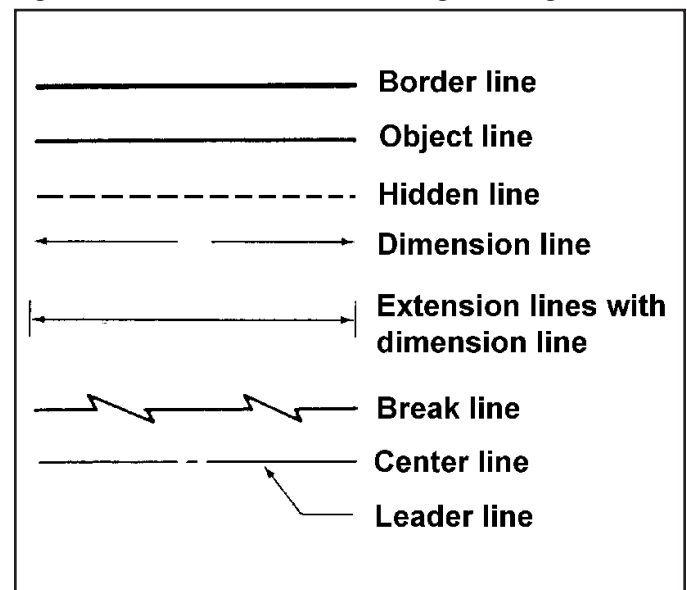 Border line
Object line
Hidden line
Dimension line
Extension lines with
dimension line
Break line
Center line
Leader line